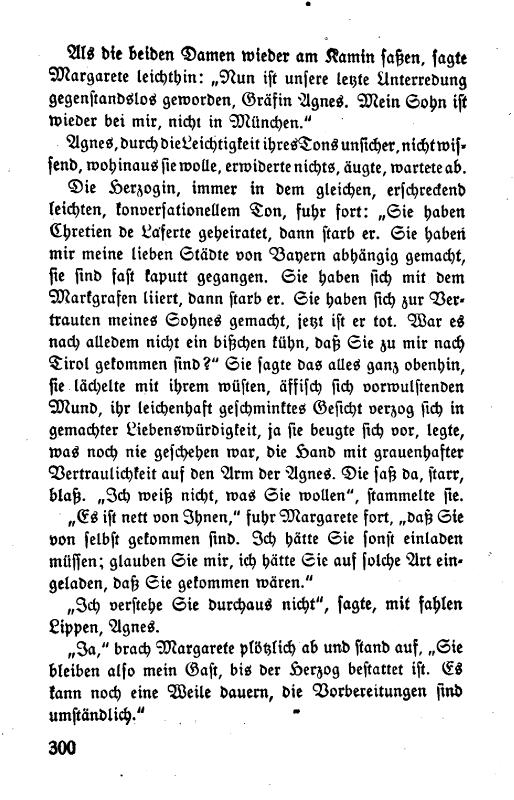 Als die beiden Damen wieder am Kamin saßen, sagte
Margarete leichthin: „Nun ist unsere letzte Unterredung
gegenstandslos geworden, Gräfin Agnes. Mein Sohn ist
wieder bei mir, nicht in München.“
Agnes, durch die Leichtigkeit ihres Tons unsicher, nicht wis-
send, wohinaus sie wolle, erwiderte nichts, äugte, wartete ab.
Die Herzogin, immer in dem gleichen, erschreckend
leichten, konversationellem Ton, fuhr fort: „Sie haben
Chretien de Laferte geheiratet, dann starb er. Sie haben
mir meine lieben Städte von Bayern abhängig gemacht,
sie sind fast kaputt gegangen. Sie haben sich mit dem
Markgrafen liiert, dann starb er. Sie haben sich zur Ver-
trauten meines Sohnes gemacht, jetzt ist er tot. War es
nach alledem nicht ein bißchen kühn, daß Sie zu mir nach
Tirol gekommen sind?“ Sie sagte das alles ganz obenhin,
sie lächelte mit ihrem wüsten, äffisch sich vorwulstenden
Mund, ihr leichenhaft geschminktes Gesicht verzog sich in
gemachter Liebenswürdigkeit, ja sie beugte sich vor, legte,
was noch nie geschehen war, die Hand mit grauenhafter
Vertraulichkeit auf den Arm der Agnes. Die saß da, starr,
blaß. „Ich weiß nicht, was Sie wollen“, stammelte sie.
„Es ist nett von Ihnen,“ fuhr Margarete fort, „daß Sie
von selbst gekommen sind. Ich hätte Sie sonst einladen
müssen; glauben Sie mir, ich hätte Sie auf solche Art ein-
geladen, daß Sie gekommen wären.“
„Ich verstehe Sie durchaus nicht“, sagte, mit fahlen
Lippen, Agnes.
„Ja,“ brach Margarete plötzlich ab und stand auf, „Sie
bleiben also mein Gast, bis der Herzog bestattet ist. Es
kann noch eine Weile dauern, die Vorbereitungen sind
umständlich.“
300